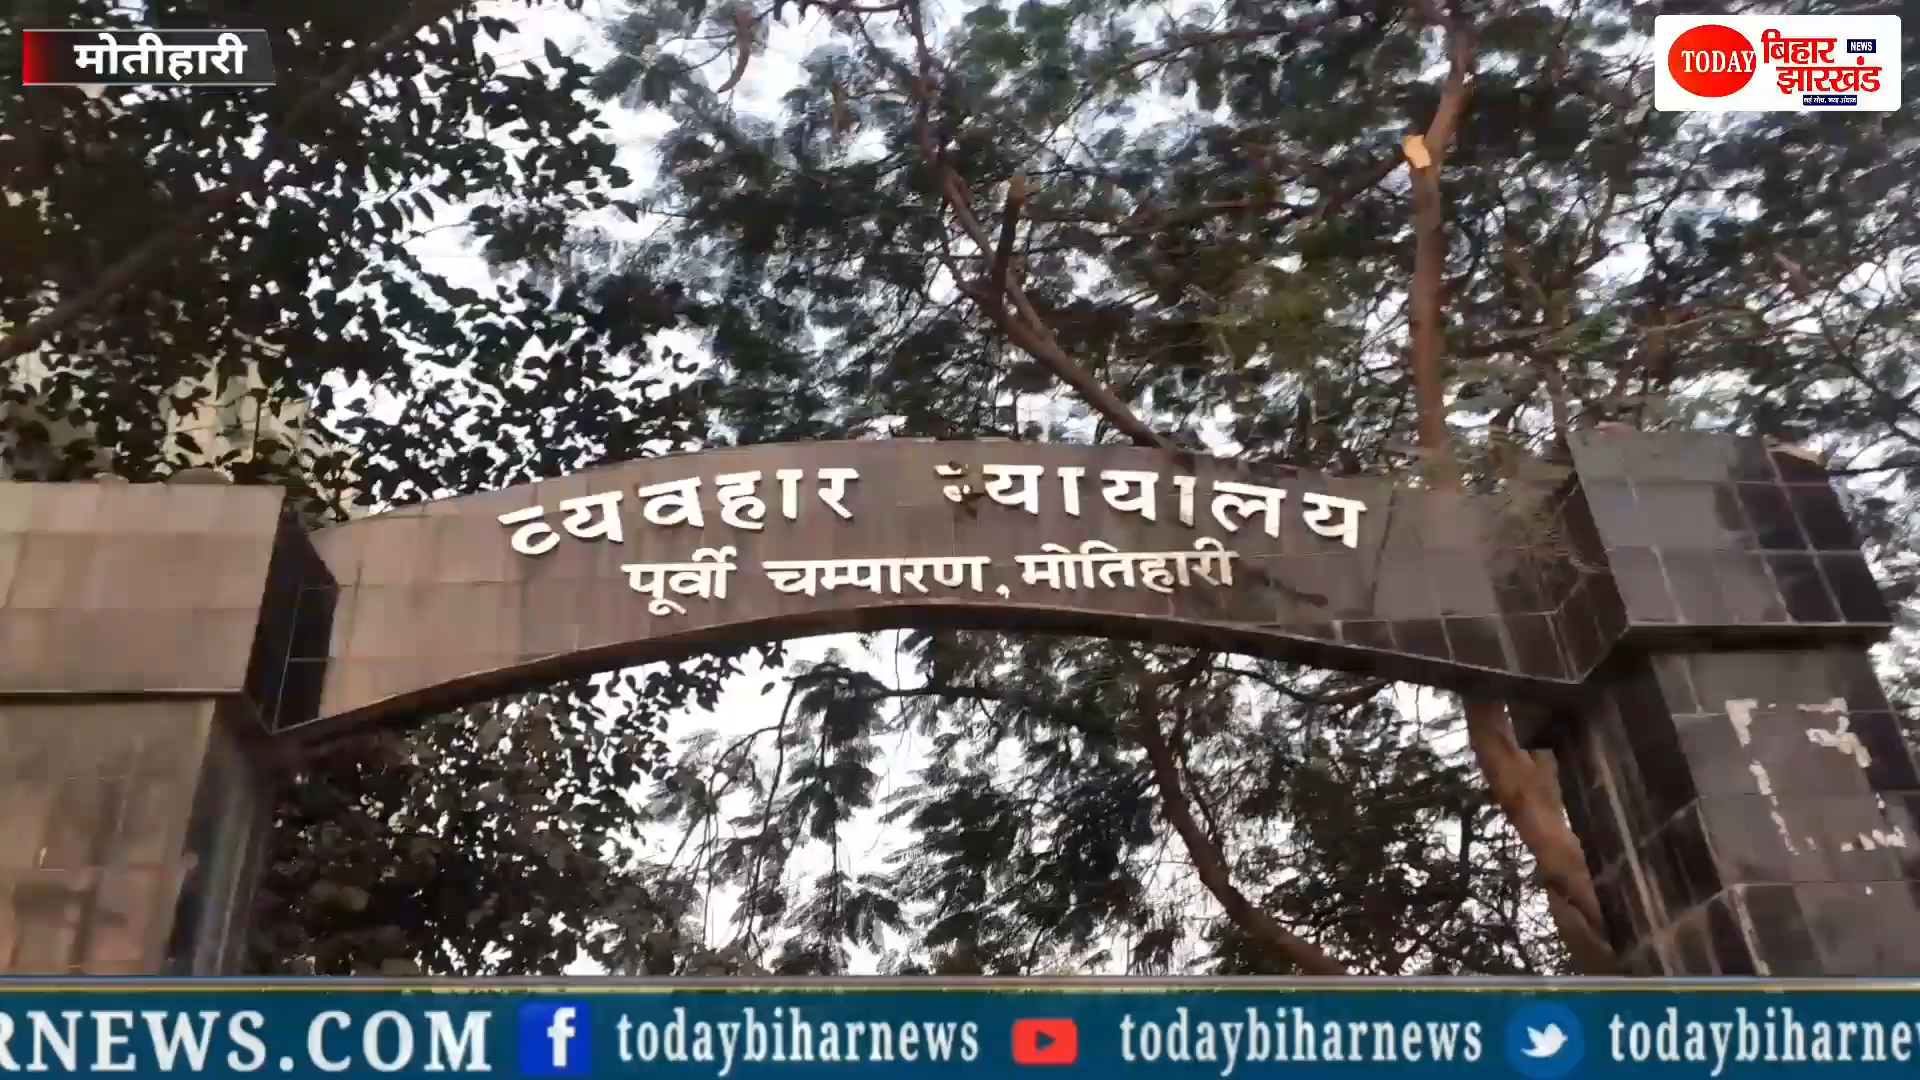 मोतीहारी
TODAY बिहार NEWS
झारखंड
व्यवहार न्यायालय
पूर्वी चम्पारण, मोतिहारी
RNEWS.COM todaybiharnews todaybiharnews todaybiharne